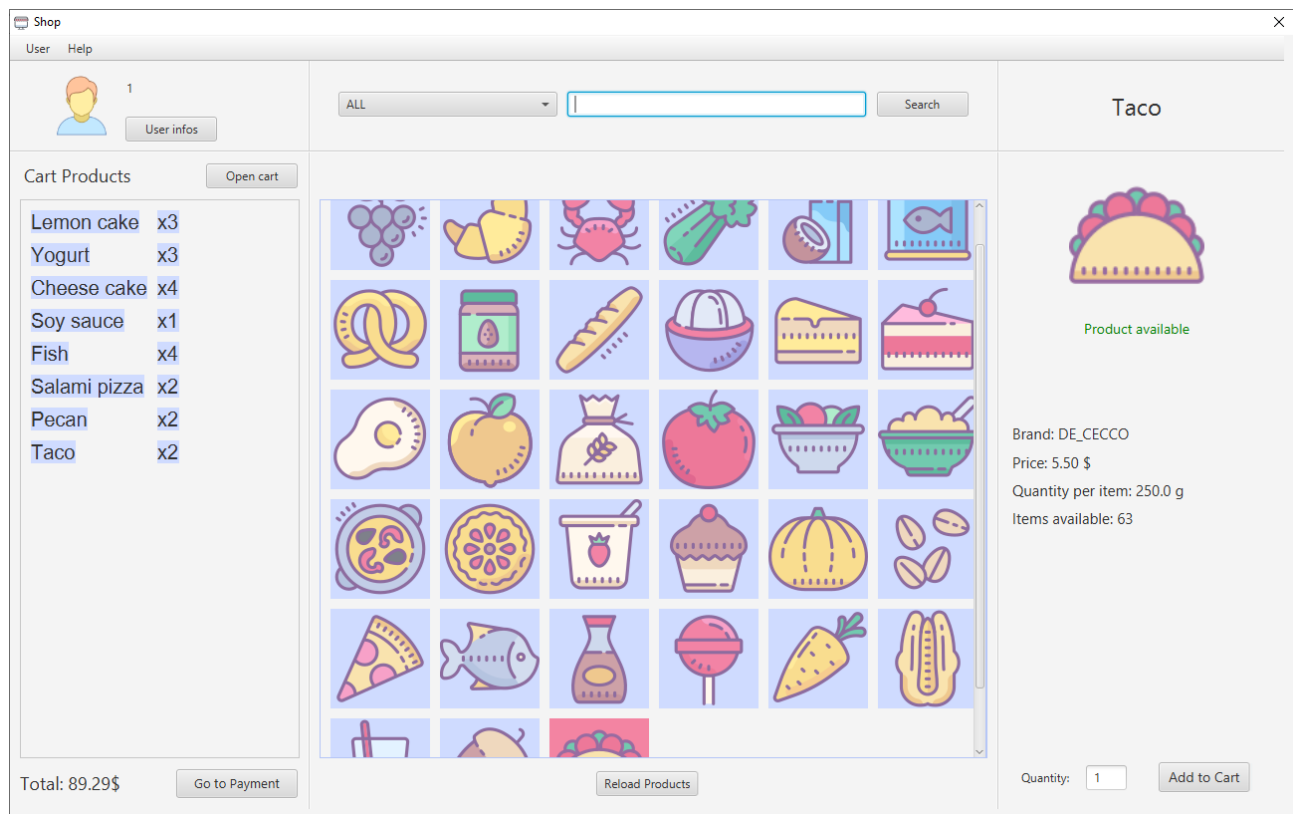 Shop
User Help
1
User infos
ALL
Search
Taco
Cart Products
Open cart
Lemon cake x3
Yogurt x3
Cheese cake x4
Soy sauce x1
Fish x4
Salami pizza x2
Pecan x2
Taco x2
Product available
Brand: DE_CECCO
Price: 5.50 $
Quantity per item: 250.0 g
Items available: 63
Total: 89.29$
Go to Payment
Reload Products
Quantity: 1
Add to Cart